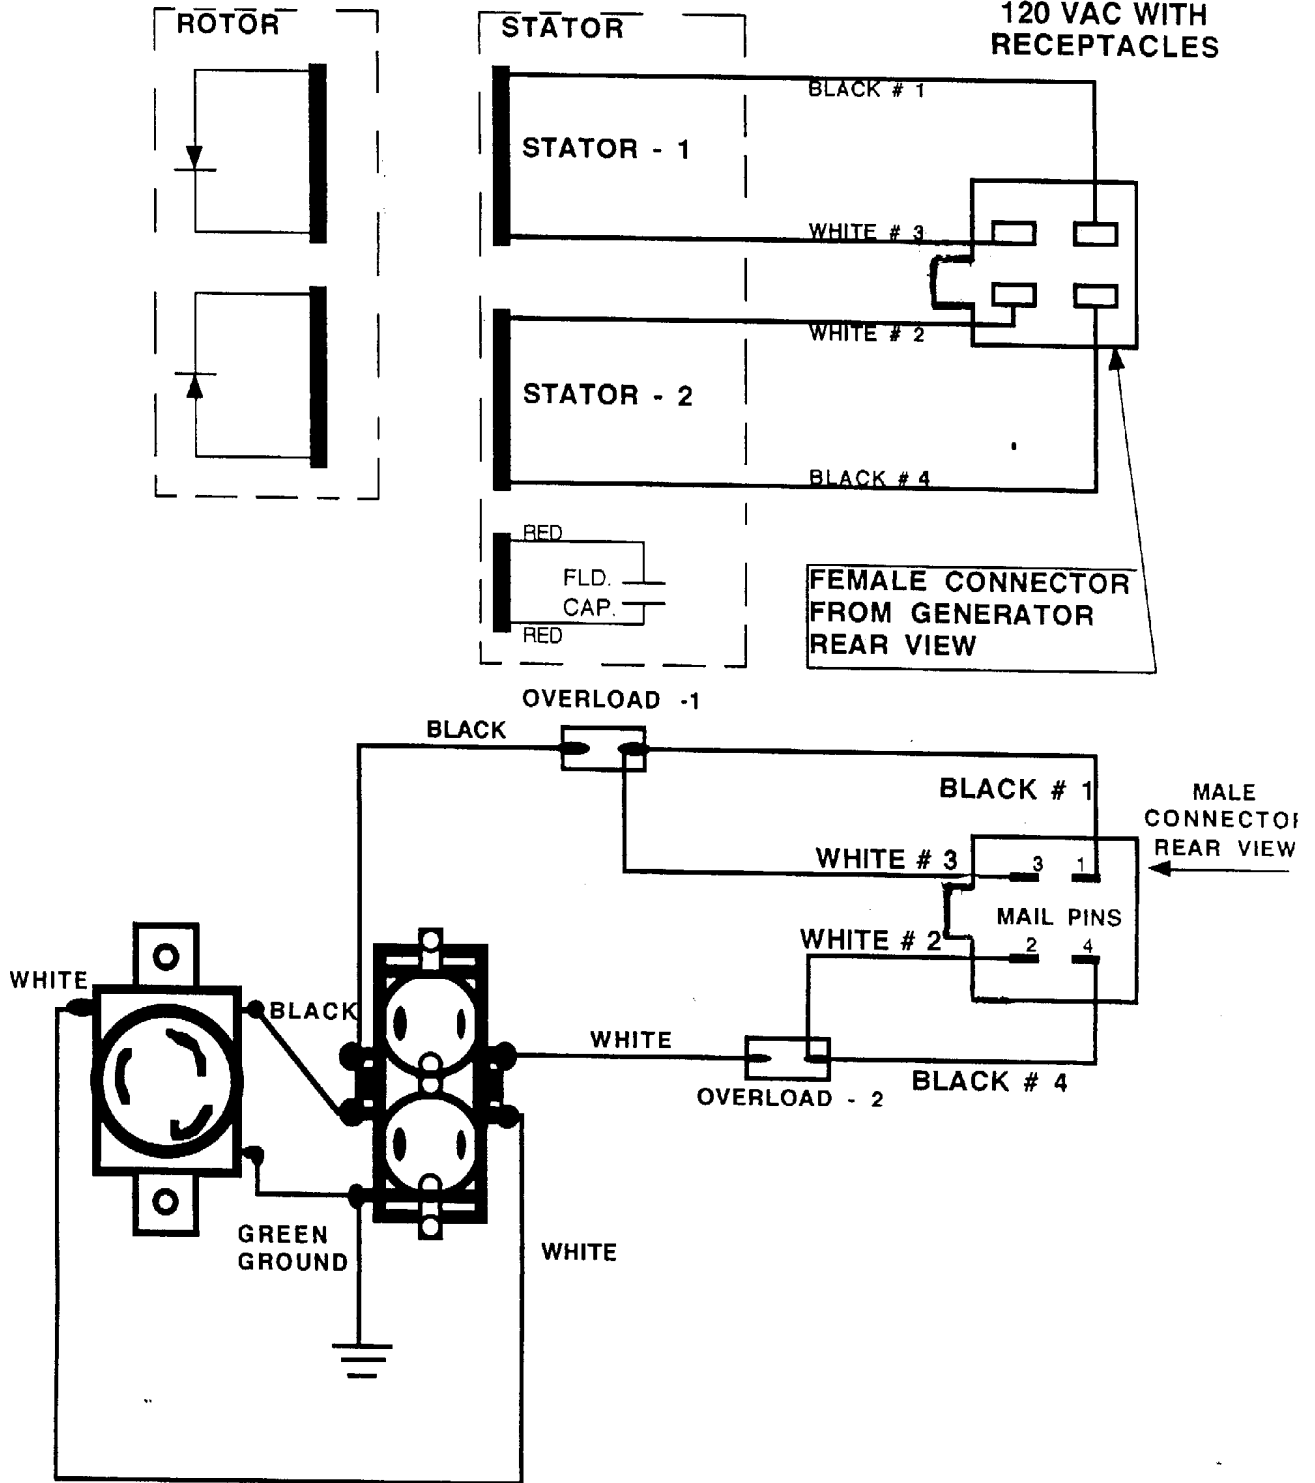 ROTOR
STATOR
120 VAC WITH
RECEPTACLES
BLACK # 1
STATOR - 1
WHITE # 3
WHITE # 2
STATOR - 2
BLACK # 4
RED
FLD.
CAP.
RED
FEMALE CONNECTOR
FROM GENERATOR
REAR VIEW
OVERLOAD -1
BLACK
BLACK # 1
MALE
CONNECTOR
REAR VIEW
WHITE # 3
3 1
MAIL PINS
WHITE # 2
2 4
WHITE
BLACK
WHITE
BLACK # 4
OVERLOAD - 2
GREEN
GROUND
WHITE